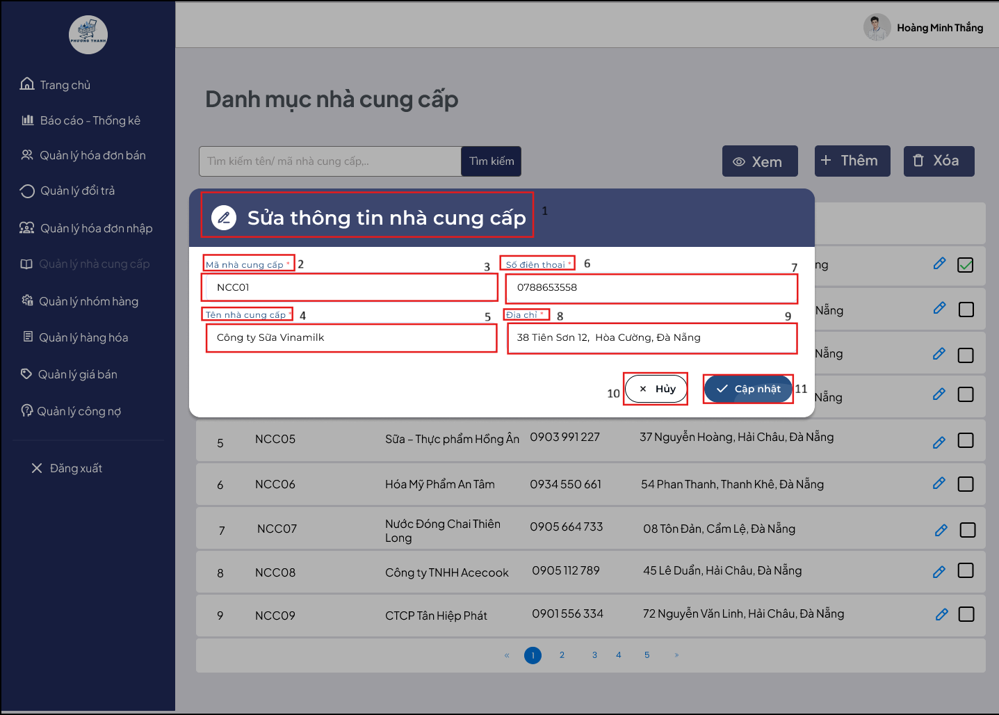 PHƯƠNG THANH
Hoàng Minh Thắng
Trang chủ
Báo cáo - Thống kê
Quản lý hóa đơn bán
Quản lý đổi trả
Quản lý hóa đơn nhập
Quản lý nhà cung cấp
Quản lý nhóm hàng
Quản lý hàng hóa
Quản lý giá bán
Quản lý công nợ
Đăng xuất
Danh mục nhà cung cấp
Tìm kiếm tên/ mã nhà cung cấp,..
Tìm kiếm
Xem
+ Thêm
Xóa
Sửa thông tin nhà cung cấp 1
Mã nhà cung cấp * 2
3
Số điện thoại * 6
7
NCC01
0788653558
Tên nhà cung cấp * 4
5
Địa chỉ * 8
9
Công ty Sữa Vinamilk
38 Tiên Sơn 12, Hòa Cường, Đà Nẵng
10 × Hủy
Cập nhật 11
ng
Nẵng
Nẵng
Nẵng
5 NCC05 Sữa – Thực phẩm Hồng Ân 0903 991 227 37 Nguyễn Hoàng, Hải Châu, Đà Nẵng
6 NCC06 Hóa Mỹ Phẩm An Tâm 0934 550 661 54 Phan Thanh, Thanh Khê, Đà Nẵng
7 NCC07 Nước Đóng Chai Thiên Long 0905 664 733 08 Tôn Đản, Cẩm Lệ, Đà Nẵng
8 NCC08 Công ty TNHH Acecook 0905 112 789 45 Lê Duẩn, Hải Châu, Đà Nẵng
9 NCC09 CTCP Tân Hiệp Phát 0901 556 334 72 Nguyễn Văn Linh, Hải Châu, Đà Nẵng
« 1 2 3 4 5 »